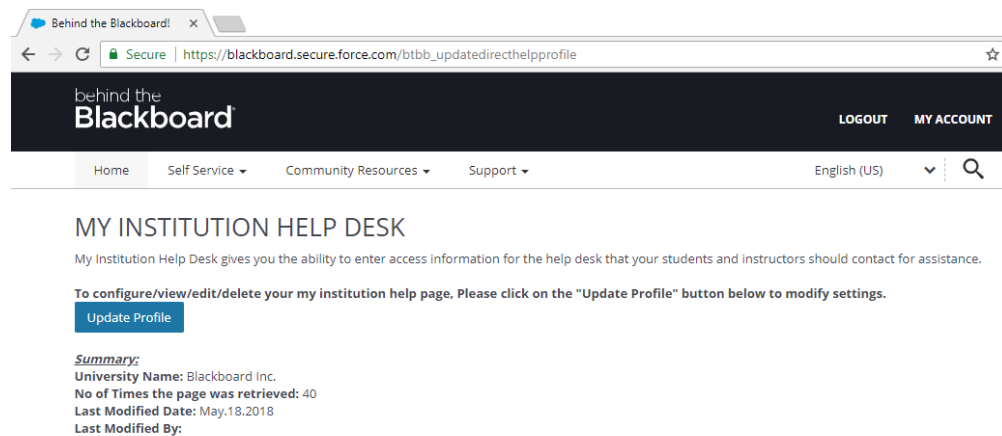 Behind the Blackboard!
Secure | https://blackboard.secure.force.com/btbb_updatedirecthelpprofile
behind the
Blackboard
LOGOUT MY ACCOUNT
Home Self Service Community Resources Support English (US)
MY INSTITUTION HELP DESK
My Institution Help Desk gives you the ability to enter access information for the help desk that your students and instructors should contact for assistance.
To configure/view/edit/delete your my institution help page, Please click on the "Update Profile" button below to modify settings.
Update Profile
Summary:
University Name: Blackboard Inc.
No of Times the page was retrieved: 40
Last Modified Date: May.18.2018
Last Modified By: